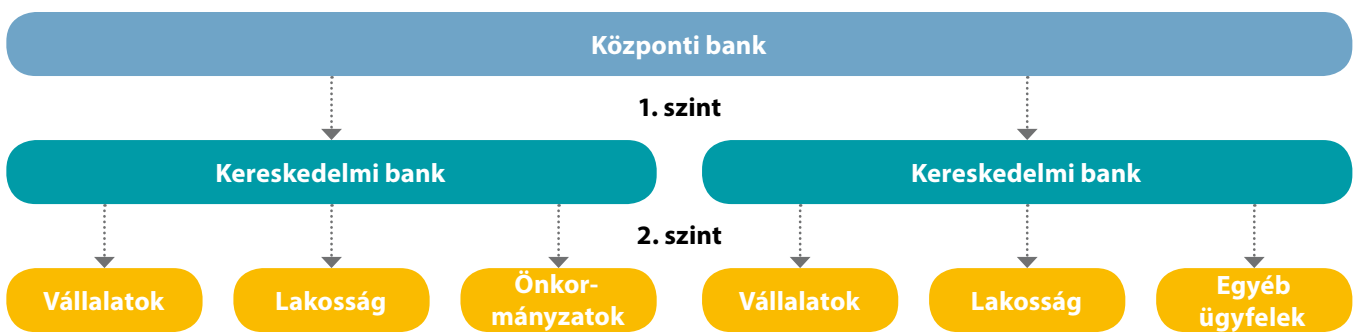 Központi bank
1. szint
Kereskedelmi bank
Kereskedelmi bank
2. szint
Vállalatok
Lakosság
Önkor-
mányzatok
Vállalatok
Lakosság
Egyéb
ügyfelek